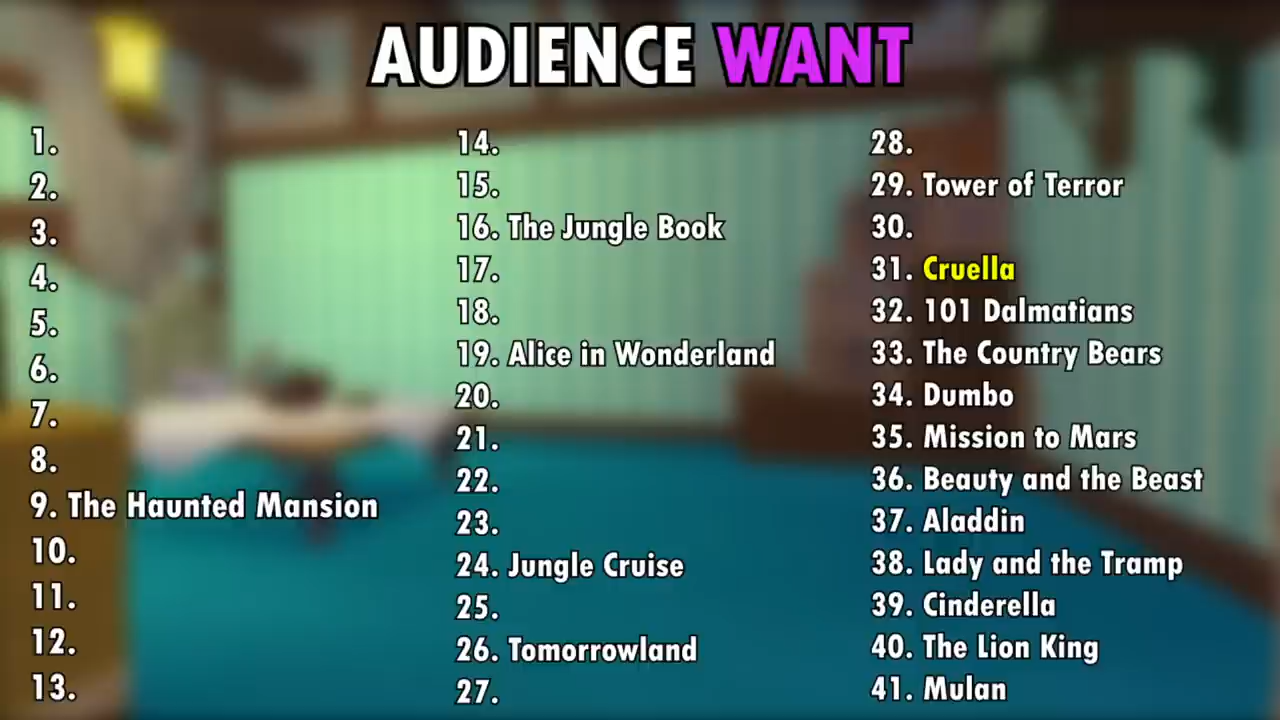 AUDIENCE WANT
1.
2.
3.
4.
5.
6.
7.
8.
9. The Haunted Mansion
10.
11.
12.
13.
14.
15.
16. The Jungle Book
17.
18.
19. Alice in Wonderland
20.
21.
22.
23.
24. Jungle Cruise
25.
26. Tomorrowland
27.
28.
29. Tower of Terror
30.
31. Cruella
32. 101 Dalmatians
33. The Country Bears
34. Dumbo
35. Mission to Mars
36. Beauty and the Beast
37. Aladdin
38. Lady and the Tramp
39. Cinderella
40. The Lion King
41. Mulan